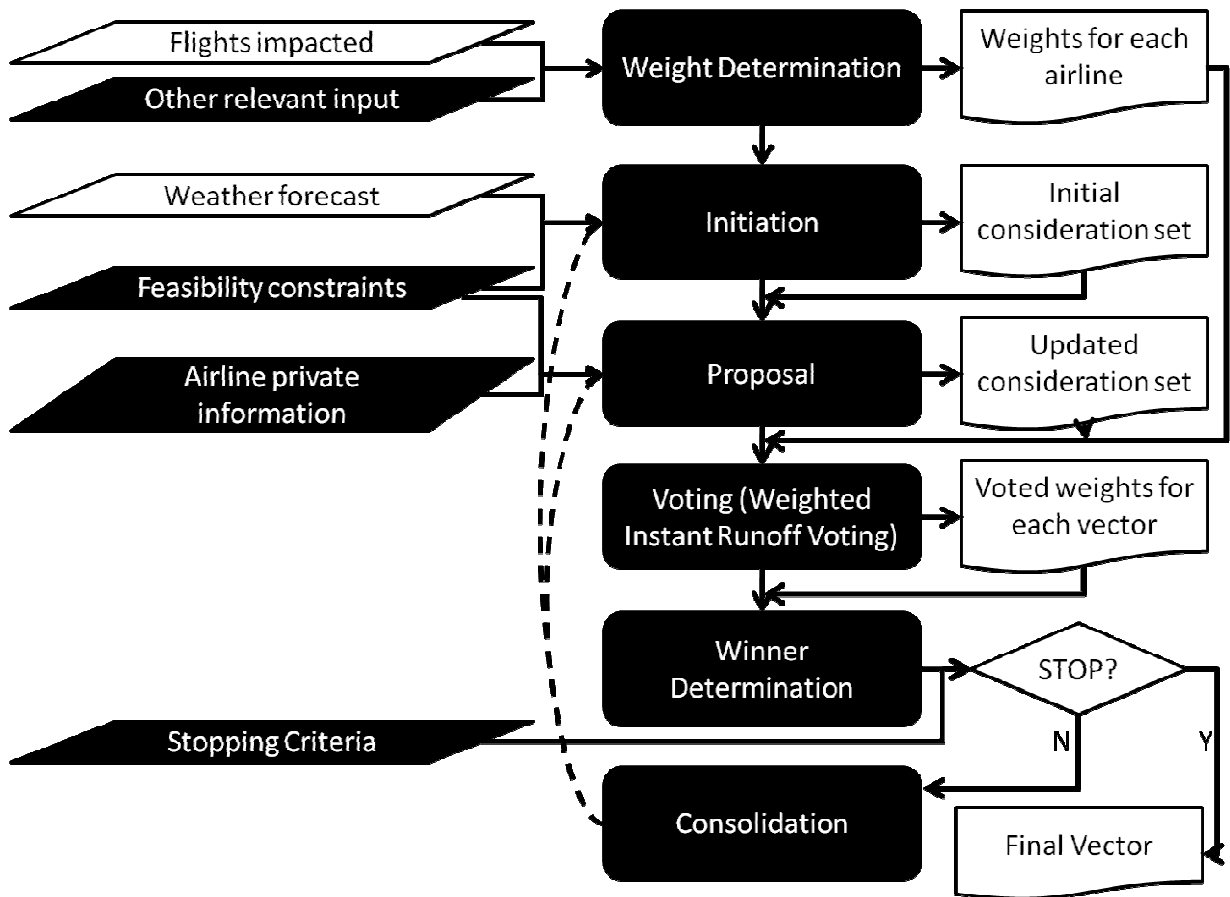 Flights impacted
Other relevant input
Weight Determination
Weights for each
airline
Weather forecast
Feasibility constraints
Initiation
Initial
consideration set
Airline private
information
Proposal
Updated
consideration set
Voting (Weighted
Instant Runoff Voting)
Voted weights for
each vector
Winner
Determination
STOP?
Stopping Criteria
N
Y
Consolidation
Final Vector